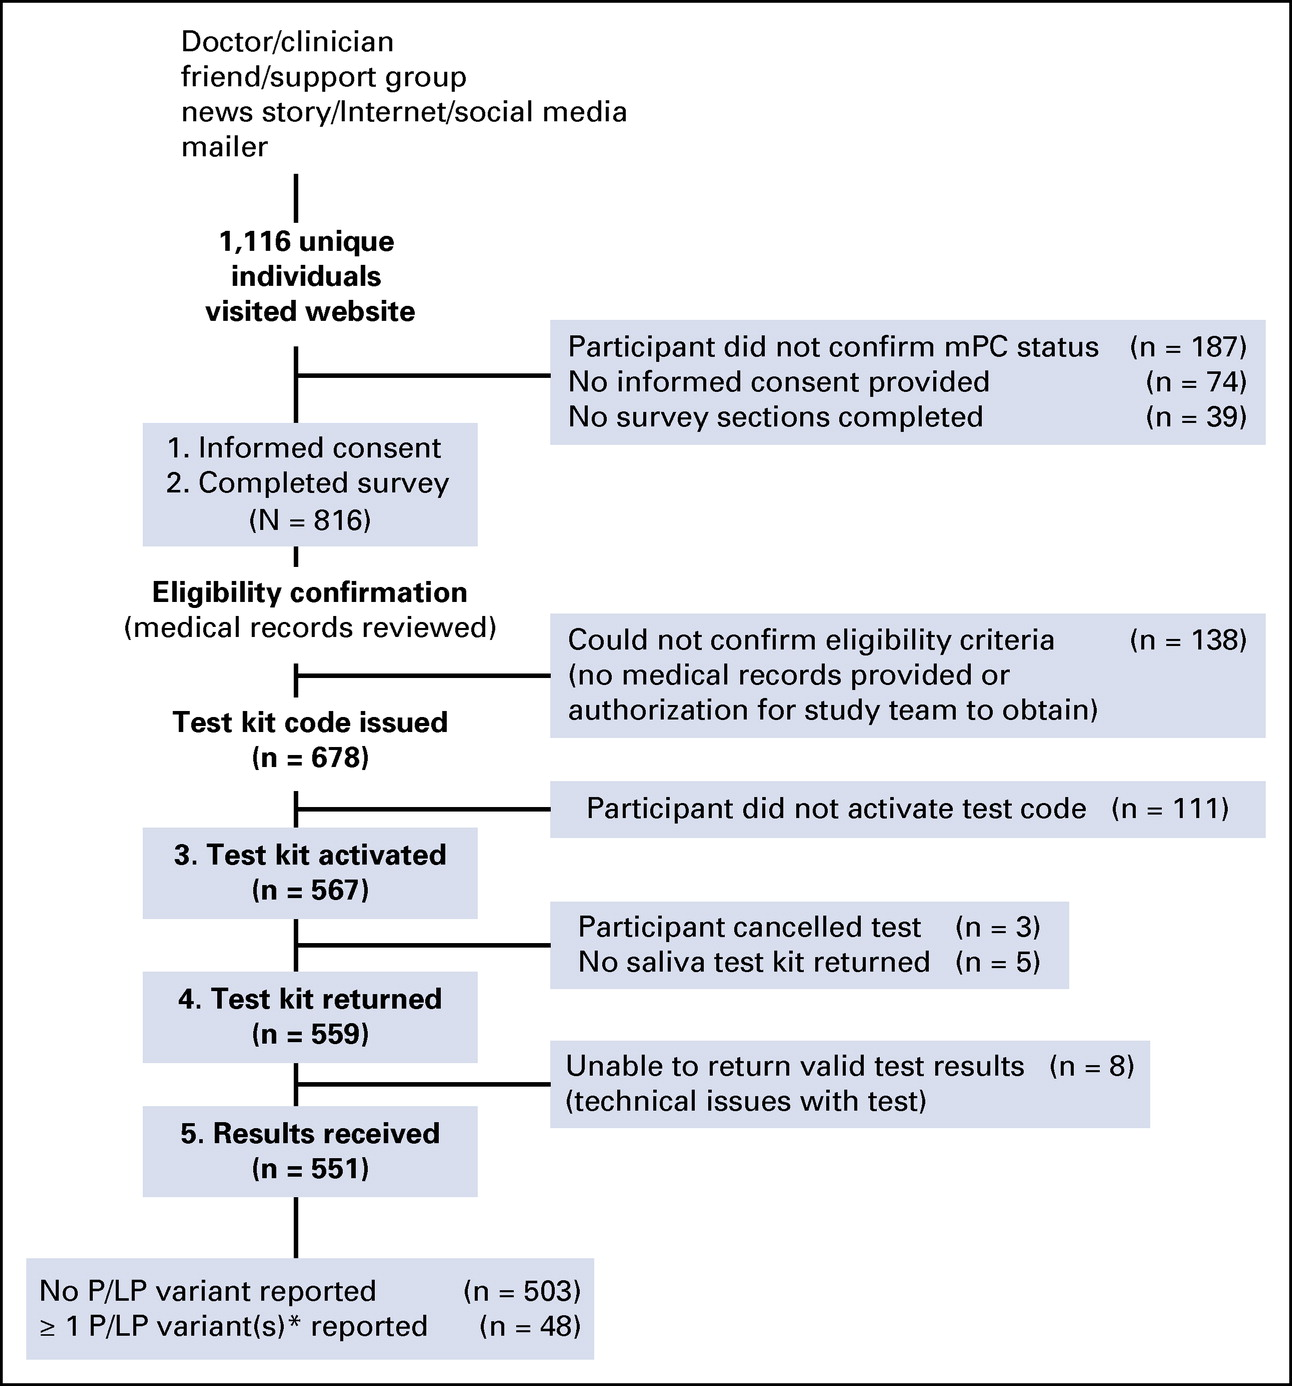 Doctor/clinician
friend/support group
news story/Internet/social media
mailer
1,116 unique
individuals
visited website
Participant did not confirm mPC status (n = 187)
No informed consent provided (n = 74)
No survey sections completed (n = 39)
1. Informed consent
2. Completed survey
(N = 816)
Eligibility confirmation
(medical records reviewed)
Could not confirm eligibility criteria (n = 138)
(no medical records provided or
authorization for study team to obtain)
Test kit code issued
(n = 678)
Participant did not activate test code (n = 111)
3. Test kit activated
(n = 567)
Participant cancelled test (n = 3)
No saliva test kit returned (n = 5)
4. Test kit returned
(n = 559)
Unable to return valid test results (n = 8)
(technical issues with test)
5. Results received
(n = 551)
No P/LP variant reported (n = 503)
≥ 1 P/LP variant(s)* reported (n = 48)